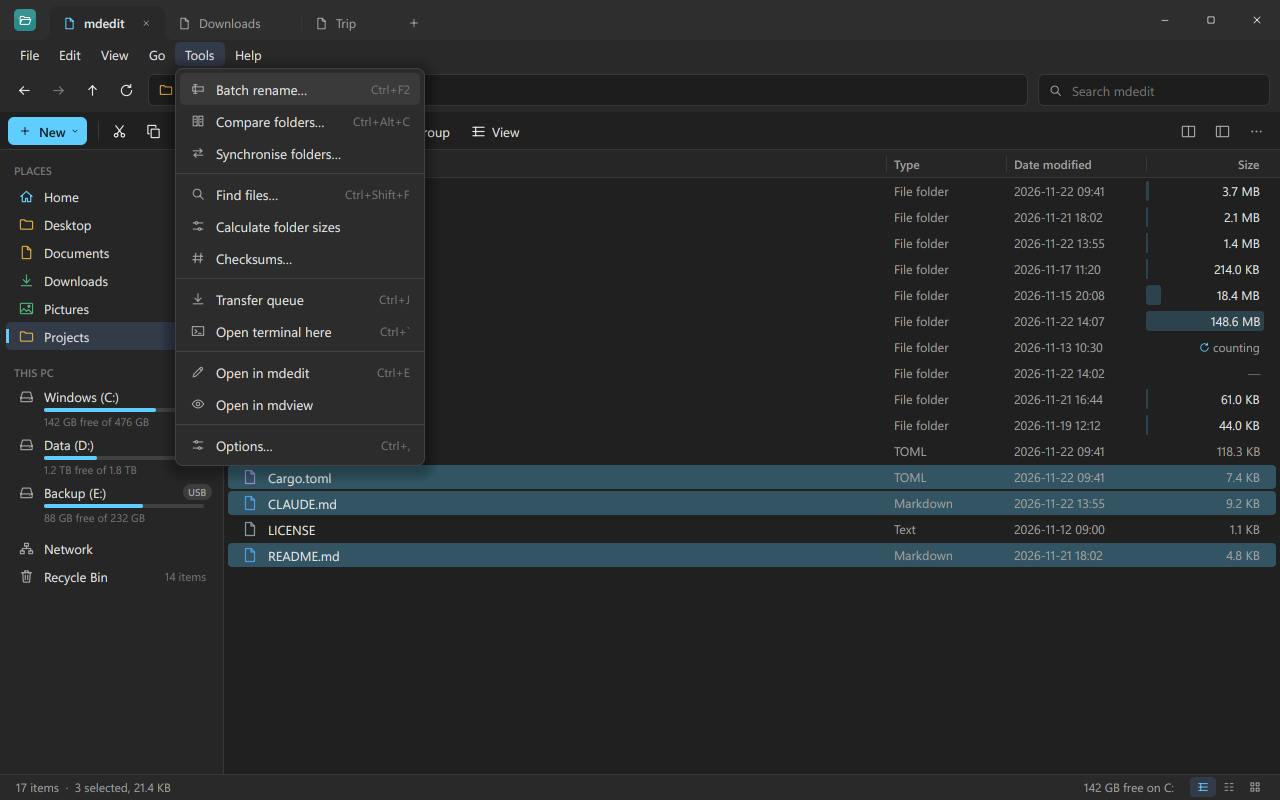 mdedit
Downloads
Trip
File Edit View Go Tools Help
Search mdedit
New
roup
View
Batch rename... Ctrl+F2
Compare folders... Ctrl+Alt+C
Synchronise folders...
Find files... Ctrl+Shift+F
Calculate folder sizes
Checksums...
Transfer queue Ctrl+J
Open terminal here Ctrl+`
Open in mdedit Ctrl+E
Open in mdview
Options... Ctrl+,
PLACES
Home
Desktop
Documents
Downloads
Pictures
Projects
THIS PC
Windows (C:)
142 GB free of 476 GB
Data (D:)
1.2 TB free of 1.8 TB
Backup (E:) USB
88 GB free of 232 GB
Network
Recycle Bin 14 items
Type Date modified Size
File folder 2026-11-22 09:41 3.7 MB
File folder 2026-11-21 18:02 2.1 MB
File folder 2026-11-22 13:55 1.4 MB
File folder 2026-11-17 11:20 214.0 KB
File folder 2026-11-15 20:08 18.4 MB
File folder 2026-11-22 14:07 148.6 MB
File folder 2026-11-13 10:30 counting
File folder 2026-11-22 14:02 —
File folder 2026-11-21 16:44 61.0 KB
File folder 2026-11-19 12:12 44.0 KB
TOML 2026-11-22 09:41 118.3 KB
Cargo.toml TOML 2026-11-22 09:41 7.4 KB
CLAUDE.md Markdown 2026-11-22 13:55 9.2 KB
LICENSE Text 2026-11-12 09:00 1.1 KB
README.md Markdown 2026-11-21 18:02 4.8 KB
17 items · 3 selected, 21.4 KB
142 GB free on C: